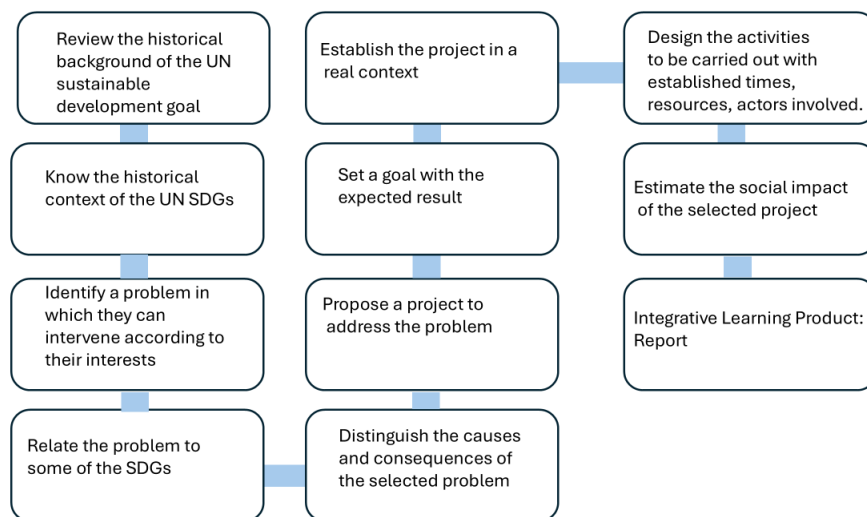 Review the historical
background of the UN
sustainable
development goal
Know the historical
context of the UN SDGs
Identify a problem in
which they can
intervene according to
their interests
Relate the problem to
some of the SDGs
Distinguish the causes
and consequences of
the selected problem
Propose a project to
address the problem
Set a goal with the
expected result
Establish the project in a
real context
Design the activities
to be carried out with
established times,
resources, actors involved.
Estimate the social impact
of the selected project
Integrative Learning Product:
Report